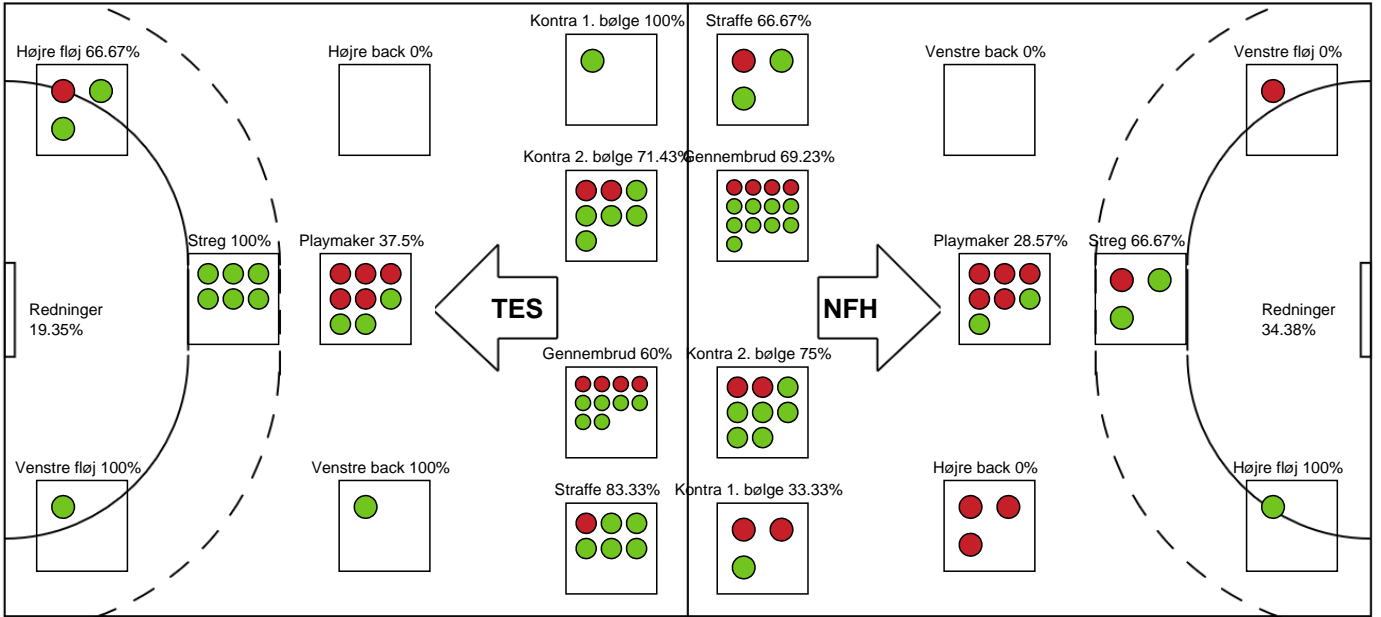 Kontra 1. bølge 100%
Straffe 66.67%
Højre fløj 66.67%
Højre back 0%
Venstre back 0%
Venstre fløj 0%
Kontra 2. bølge 71.43%
Gennembrud 69.23%
Streg 100%
Playmaker 37.5%
Playmaker 28.57%
Streg 66.67%
Redninger
19.35%
TES
NFH
Redninger
34.38%
Gennembrud 60%
Kontra 2. bølge 75%
Venstre fløj 100%
Venstre back 100%
Højre back 0%
Højre fløj 100%
Straffe 83.33%
Kontra 1. bølge 33.33%